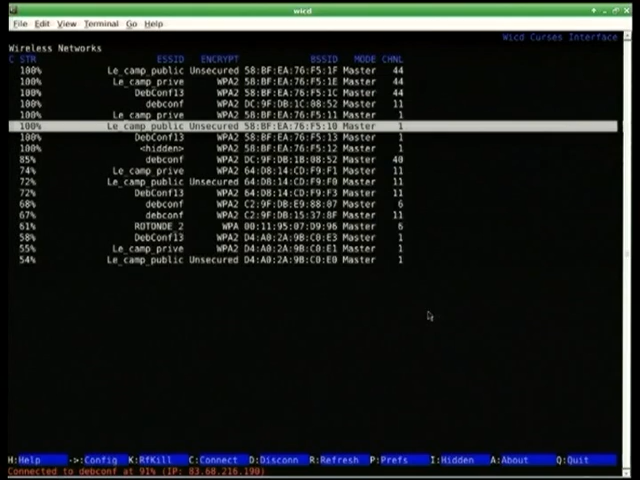 wicd
File Edit View Terminal Go Help
Wicd Curses Interface
Wireless Networks
C STR ESSID ENCRYPT BSSID MODE CHNL
100% Le_camp_public Unsecured 58:BF:EA:76:F5:1F Master 44
100% Le_camp_prive WPA2 58:BF:EA:76:F5:1E Master 44
100% DebConf13 WPA2 58:BF:EA:76:F5:1C Master 44
100% debconf WPA2 DC:9F:DB:1C:08:52 Master 11
100% Le_camp_prive WPA2 58:BF:EA:76:F5:11 Master 1
100% Le_camp_public Unsecured 58:BF:EA:76:F5:10 Master 1
100% DebConf13 WPA2 58:BF:EA:76:F5:13 Master 1
100% <hidden> WPA2 58:BF:EA:76:F5:12 Master 1
85% debconf WPA2 DC:9F:DB:1B:08:52 Master 40
74% Le_camp_prive WPA2 64:D8:14:CD:F9:F1 Master 11
72% Le_camp_public Unsecured 64:D8:14:CD:F9:F0 Master 11
72% DebConf13 WPA2 64:D8:14:CD:F9:F3 Master 11
68% debconf WPA2 C2:9F:DB:E9:88:07 Master 6
67% debconf WPA2 C2:9F:DB:15:37:8F Master 11
61% ROTONDE_2 WPA 00:11:95:07:D9:96 Master 6
58% DebConf13 WPA2 D4:A0:2A:9B:C0:E3 Master 1
55% Le_camp_prive WPA2 D4:A0:2A:9B:C0:E1 Master 1
54% Le_camp_public Unsecured D4:A0:2A:9B:C0:E0 Master 1
H:Help ->:Config K:RfKill C:Connect D:Disconn R:Refresh P:Prefs I:Hidden A:About Q:Quit
Connected to debconf at 91% (IP: 83.68.216.190)